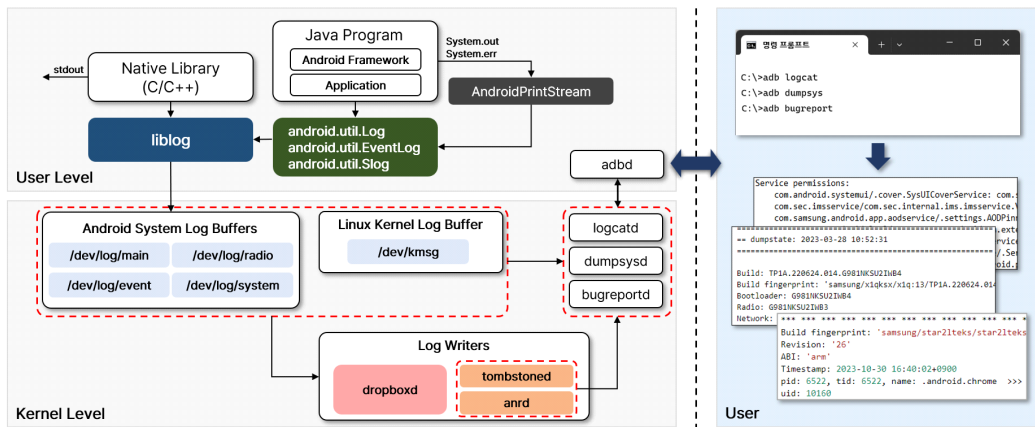 Java Program
Android Framework
Application
System.out
System.err
stdout
Native Library
(C/C++)
AndroidPrintStream
liblog
android.util.Log
android.util.EventLog
android.util.Slog
adbd
User Level
Android System Log Buffers
/dev/log/main
/dev/log/radio
/dev/log/event
/dev/log/system
Linux Kernel Log Buffer
/dev/kmsg
logcatd
dumpsysd
bugreportd
Log Writers
dropboxd
tombstoned
anrd
Kernel Level
명령 프롬프트
C:\>adb logcat
C:\>adb dumpsys
C:\>adb bugreport
Service permissions:
com.android.systemui/.cover.SysUICoverService: com.s
com.sec.imsservice/com.sec.internal.ims.imsservice.
com.samsung.android.app.aodservice/.settings.AODPin
== dumpstate: 2023-03-28 10:52:31
Build: TP1A.220624.014.G981NKSU2IWB4
Build fingerprint: 'samsung/x1qksx/x1q:13/TP1A.220624.014
Bootloader: G981NKSU2IWB4
Radio: G981NKSU2IWB3
Network:
*** *** *** *** *** *** *** *** *** *** *** *** *** *
Build fingerprint: 'samsung/star2lteks/star2lteks
Revision: '26'
ABI: 'arm'
Timestamp: 2023-10-30 16:40:02+0900
pid: 6522, tid: 6522, name: .android.chrome >>>
uid: 10160
User